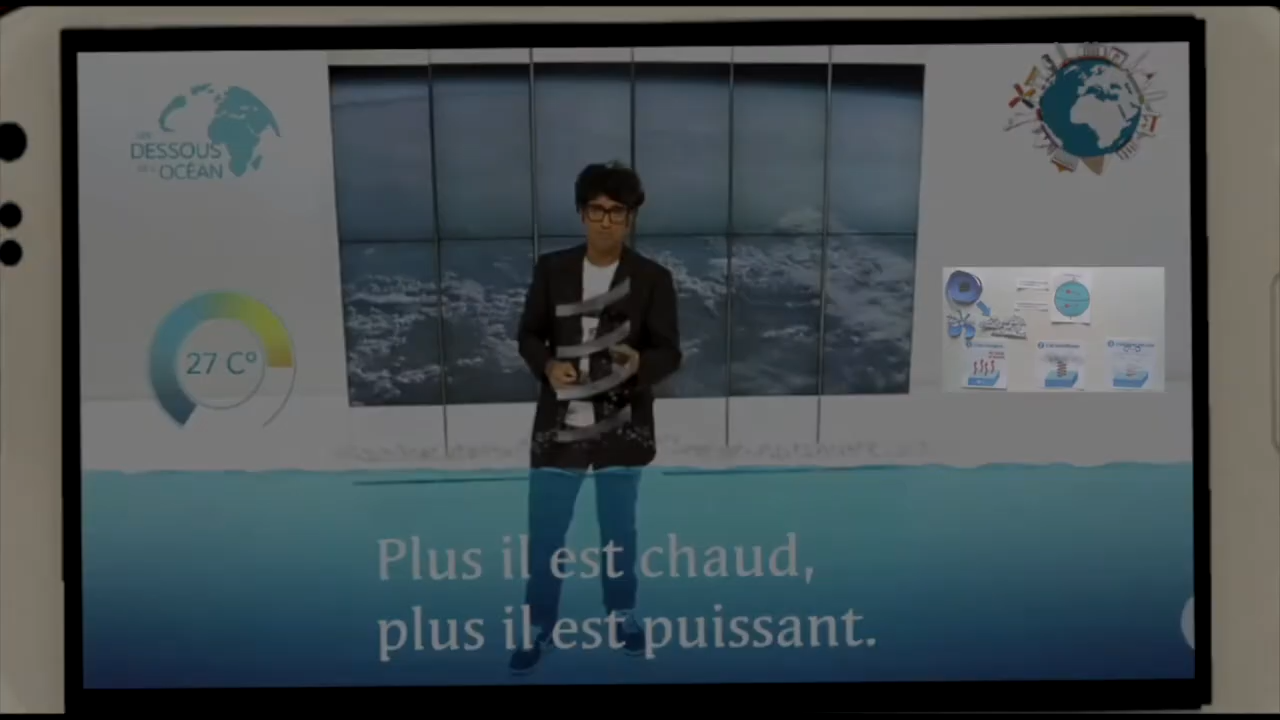 DESSOUS
OCÉAN
27 C°
Plus il est chaud,
plus il est puissant.